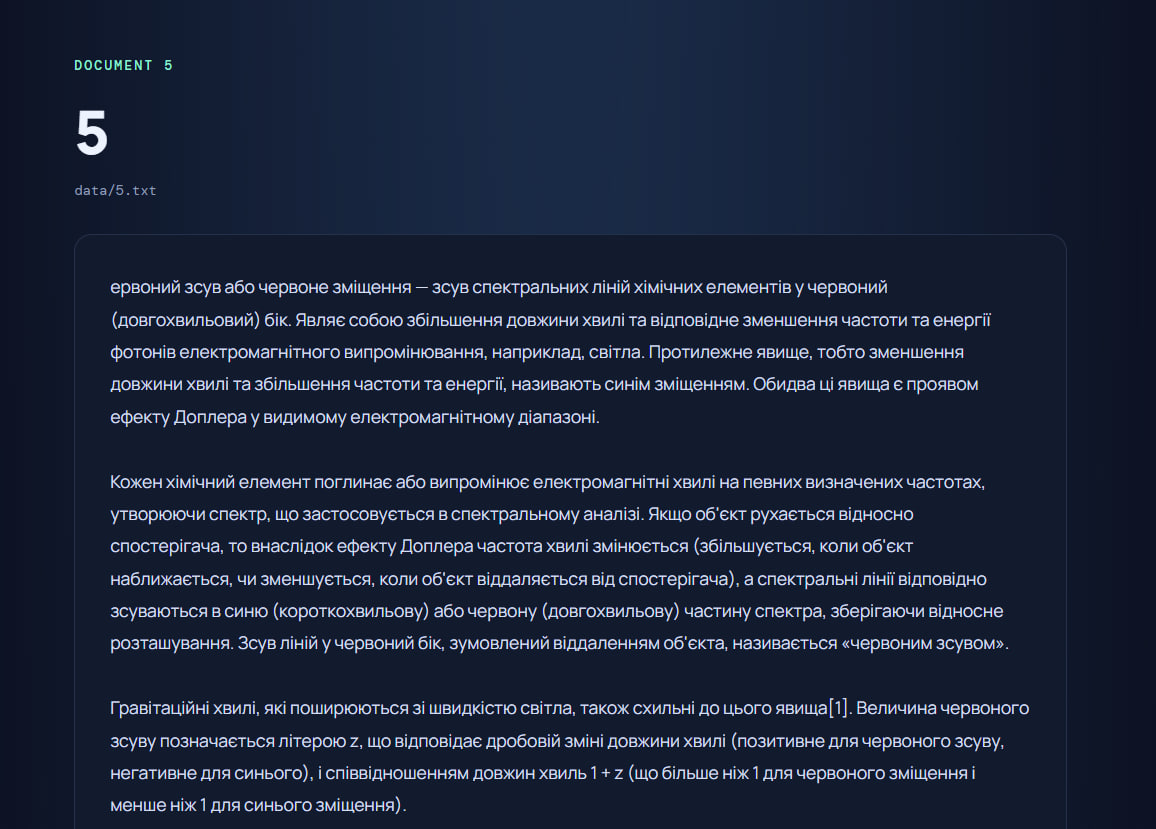 DOCUMENT 5
5
data/5.txt
ервоний зсув або червоне зміщення — зсув спектральних ліній хімічних елементів у червоний
(довгохвильовий) бік. Являє собою збільшення довжини хвилі та відповідне зменшення частоти та енергії
фотонів електромагнітного випромінювання, наприклад, світла. Протилежне явище, тобто зменшення
довжини хвилі та збільшення частоти та енергії, називають синім зміщенням. Обидва ці явища є проявом
ефекту Доплера у видимому електромагнітному діапазоні.
Кожен хімічний елемент поглинає або випромінює електромагнітні хвилі на певних визначених частотах,
утворюючи спектр, що застосовується в спектральному аналізі. Якщо об'єкт рухається відносно
спостерігача, то внаслідок ефекту Доплера частота хвилі змінюється (збільшується, коли об'єкт
наближається, чи зменшується, коли об'єкт віддаляється від спостерігача), а спектральні лінії відповідно
зсуваються в синю (короткохвильову) або червону (довгохвильову) частину спектра, зберігаючи відносне
розташування. Зсув ліній у червоний бік, зумовлений віддаленням об'єкта, називається «червоним зсувом».
Гравітаційні хвилі, які поширюються зі швидкістю світла, також схильні до цього явища[1]. Величина червоного
зсуву позначається літерою z, що відповідає дробовій зміні довжини хвилі (позитивне для червоного зсуву,
негативне для синього), і співвідношенням довжин хвиль 1 + z (що більше ніж 1 для червоного зміщення і
менше ніж 1 для синього зміщення).